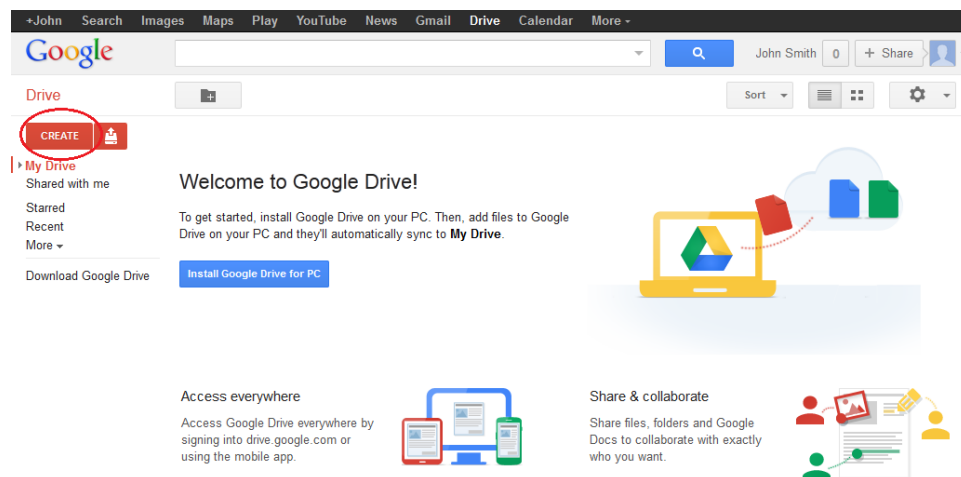 +John Search Images Maps Play YouTube News Gmail Drive Calendar More
Google
John Smith 0 + Share
Drive
Sort
CREATE
My Drive
Shared with me
Starred
Recent
More
Download Google Drive
Welcome to Google Drive!
To get started, install Google Drive on your PC. Then, add files to Google
Drive on your PC and they'll automatically sync to My Drive.
Install Google Drive for PC
Access everywhere
Access Google Drive everywhere by
signing into drive.google.com or
using the mobile app.
Share & collaborate
Share files, folders and Google
Docs to collaborate with exactly
who you want.